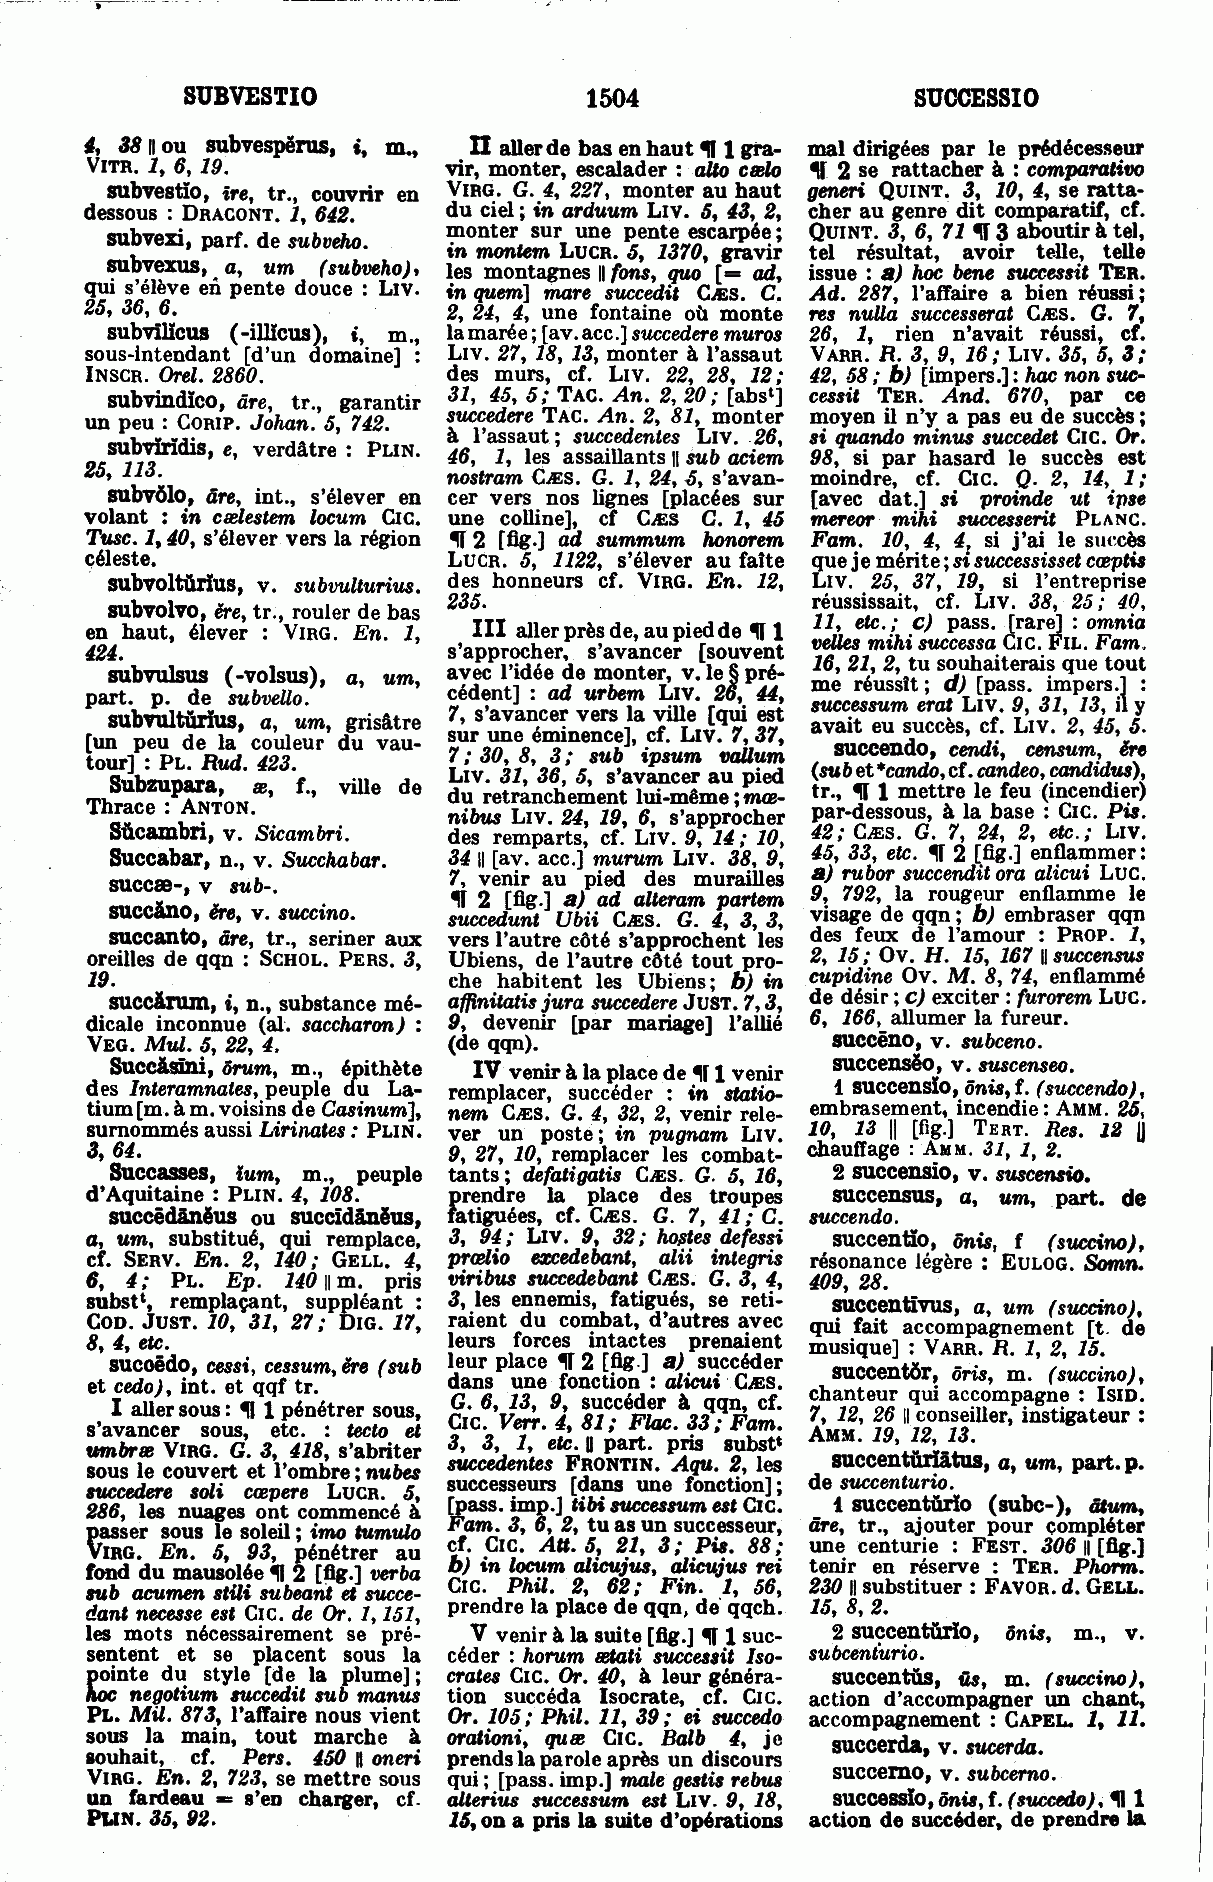 SUBVESTIO 1504 SUCCESSIO
4, 38 || ou subvespĕrus, i, m.,
VITR. 1, 6, 19.
subvestĭo, ire, tr., couvrir en
dessous : DRACONT. 1, 642.
subvexi, parf. de subveho.
subvexus, a, um (subveho),
qui s'élève en pente douce : LIV.
25, 36, 6.
subvīlĭcus (-illĭcus), i, m.,
sous-intendant [d'un domaine] :
INSCR. Orel. 2860.
subvindĭco, āre, tr., garantir
un peu : CORIP. Johan. 5, 742.
subvĭrĭdis, e, verdâtre : PLIN.
25, 113.
subvŏlo, āre, int., s'élever en
volant : in cælestem locum CIC.
Tusc. 1, 40, s'élever vers la région
céleste.
subvoltŭrĭus, v. subvulturius.
subvolvo, ĕre, tr., rouler de bas
en haut, élever : VIRG. En. 1,
424.
subvulsus (-volsus), a, um,
part. p. de subvello.
subvultŭrĭus, a, um, grisâtre
[un peu de la couleur du vau-
tour] : PL. Rud. 423.
Subzupara, æ, f., ville de
Thrace : ANTON.
Sŭcambri, v. Sicambri.
Succabar, n., v. Succhabar.
succæ-, v sub-.
succăno, ĕre, v. succino.
succanto, āre, tr., seriner aux
oreilles de qqn : SCHOL. PERS. 3,
19.
succărum, i, n., substance mé-
dicale inconnue (al. saccharon) :
VEG. Mul. 5, 22, 4.
Succăsīni, ōrum, m., épithète
des Interamnates, peuple du La-
tium [m. à m. voisins de Casinum],
surnommés aussi Lirinates : PLIN.
3, 64.
Succasses, ĭum, m., peuple
d'Aquitaine : PLIN. 4, 108.
succēdānĕus ou succīdānĕus,
a, um, substitué, qui remplace,
cf. SERV. En. 2, 140 ; GELL. 4,
6, 4 ; PL. Ep. 140 || m. pris
substᵗ, remplaçant, suppléant :
COD. JUST. 10, 31, 27 ; DIG. 17,
8, 4, etc.
sucoēdo, cessi, cessum, ĕre (sub
et cedo), int. et qqf tr.
I aller sous : ¶ 1 pénétrer sous,
s'avancer sous, etc. : tecto et
umbræ VIRG. G. 3, 418, s'abriter
sous le couvert et l'ombre ; nubes
succedere soli cœpere LUCR. 5,
286, les nuages ont commencé à
passer sous le soleil ; imo tumulo
VIRG. En. 5, 93, pénétrer au
fond du mausolée ¶ 2 [fig.] verba
sub acumen stili subeant et succe-
dant necesse est CIC. de Or. 1, 151,
les mots nécessairement se pré-
sentent et se placent sous la
pointe du style [de la plume] ;
hoc negotium succedit sub manus
PL. Mil. 873, l'affaire nous vient
sous la main, tout marche à
souhait, cf. Pers. 450 || oneri
VIRG. En. 2, 723, se mettre sous
un fardeau = s'en charger, cf.
PLIN. 35, 92.
II aller de bas en haut ¶ 1 gra-
vir, monter, escalader : alto cælo
VIRG. G. 4, 227, monter au haut
du ciel ; in arduum LIV. 5, 43, 2,
monter sur une pente escarpée ;
in montem LUCR. 5, 1370, gravir
les montagnes || fons, quo [= ad,
in quem] mare succedit CÆS. C.
2, 24, 4, une fontaine où monte
la marée ; [av. acc.] succedere muros
LIV. 27, 18, 13, monter à l'assaut
des murs, cf. LIV. 22, 28, 12 ;
31, 45, 5 ; TAC. An. 2, 20 ; [absᵗ]
succedere TAC. An. 2, 81, monter
à l'assaut ; succedentes LIV. 26,
46, 1, les assaillants || sub aciem
nostram CÆS. G. 1, 24, 5, s'avan-
cer vers nos lignes [placées sur
une colline], cf CÆS C. 1, 45
¶ 2 [fig.] ad summum honorem
LUCR. 5, 1122, s'élever au faîte
des honneurs cf. VIRG. En. 12,
235.
III aller près de, au pied de ¶ 1
s'approcher, s'avancer [souvent
avec l'idée de monter, v. le § pré-
cédent] : ad urbem LIV. 26, 44,
7, s'avancer vers la ville [qui est
sur une éminence], cf. LIV. 7, 37,
7 ; 30, 8, 3 ; sub ipsum vallum
LIV. 31, 36, 5, s'avancer au pied
du retranchement lui-même ; mœ-
nibus LIV. 24, 19, 6, s'approcher
des remparts, cf. LIV. 9, 14 ; 10,
34 || [av. acc.] murum LIV. 38, 9,
7, venir au pied des murailles
¶ 2 [fig.] a) ad alteram partem
succedunt Ubii CÆS. G. 4, 3, 3,
vers l'autre côté s'approchent les
Ubiens, de l'autre côté tout pro-
che habitent les Ubiens ; b) in
affinitatis jura succedere JUST. 7, 3,
9, devenir [par mariage] l'allié
(de qqn).
IV venir à la place de ¶ 1 venir
remplacer, succéder : in statio-
nem CÆS. G. 4, 32, 2, venir rele-
ver un poste ; in pugnam LIV.
9, 27, 10, remplacer les combat-
tants ; defatigatis CÆS. G. 5, 16,
prendre la place des troupes
fatiguées, cf. CÆS. G. 7, 41 ; C.
3, 94 ; LIV. 9, 32 ; hostes defessi
prœlio excedebant, alii integris
viribus succedebant CÆS. G. 3, 4,
3, les ennemis, fatigués, se reti-
raient du combat, d'autres avec
leurs forces intactes prenaient
leur place ¶ 2 [fig.] a) succéder
dans une fonction : alicui CÆS.
G. 6, 13, 9, succéder à qqn, cf.
CIC. Verr. 4, 81 ; Flac. 33 ; Fam.
3, 3, 1, etc. || part. pris substᵗ
succedentes FRONTIN. Aqu. 2, les
successeurs [dans une fonction] ;
[pass. imp.] tibi successum est CIC.
Fam. 3, 6, 2, tu as un successeur,
cf. CIC. Att. 5, 21, 3 ; Pis. 88 ;
b) in locum alicujus, alicujus rei
CIC. Phil. 2, 62 ; Fin. 1, 56,
prendre la place de qqn, de qqch.
V venir à la suite [fig.] ¶ 1 suc-
céder : horum ætati successit Iso-
crates CIC. Or. 40, à leur généra-
tion succéda Isocrate, cf. CIC.
Or. 105 ; Phil. 11, 39 ; ei succedo
orationi, quæ CIC. Balb 4, je
prends la parole après un discours
qui ; [pass. imp.] male gestis rebus
alterius successum est LIV. 9, 18,
15, on a pris la suite d'opérations
mal dirigées par le prédécesseur
¶ 2 se rattacher à : comparativo
generi QUINT. 3, 10, 4, se ratta-
cher au genre dit comparatif, cf.
QUINT. 3, 6, 71 ¶ 3 aboutir à tel,
tel résultat, avoir telle, telle
issue : a) hoc bene successit TER.
Ad. 287, l'affaire a bien réussi ;
res nulla successerat CÆS. G. 7,
26, 1, rien n'avait réussi, cf.
VARR. R. 3, 9, 16 ; LIV. 35, 5, 3 ;
42, 58 ; b) [impers.] : hac non suc-
cessit TER. And. 670, par ce
moyen il n'y a pas eu de succès ;
si quando minus succedet CIC. Or.
98, si par hasard le succès est
moindre, cf. CIC. Q. 2, 14, 1 ;
[avec dat.] si proinde ut ipse
mereor mihi successerit PLANC.
Fam. 10, 4, 4, si j'ai le succès
que je mérite ; si successisset cœptis
LIV. 25, 37, 19, si l'entreprise
réussissait, cf. LIV. 38, 25 ; 40,
11, etc. ; c) pass. [rare] : omnia
velles mihi successa CIC. FIL. Fam.
16, 21, 2, tu souhaiterais que tout
me réussît ; d) [pass. impers.] :
successum erat LIV. 9, 31, 13, il y
avait eu succès, cf. LIV. 2, 45, 5.
succendo, cendi, censum, ĕre
(sub et *cando, cf. candeo, candidus),
tr., ¶ 1 mettre le feu (incendier)
par-dessous, à la base : CIC. Pis.
42 ; CÆS. G. 7, 24, 2, etc. ; LIV.
45, 33, etc. ¶ 2 [fig.] enflammer :
a) rubor succendit ora alicui LUC.
9, 792, la rougeur enflamme le
visage de qqn ; b) embraser qqn
des feux de l'amour : PROP. 1,
2, 15 ; OV. H. 15, 167 || succensus
cupidine OV. M. 8, 74, enflammé
de désir ; c) exciter : furorem LUC.
6, 166, allumer la fureur.
succēno, v. subceno.
succensĕo, v. suscenseo.
1 succensĭo, ōnis, f. (succendo),
embrasement, incendie : AMM. 25,
10, 13 || [fig.] TERT. Res. 12 ||
chauffage : AMM. 31, 1, 2.
2 succensio, v. suscensio.
succensus, a, um, part. de
succendo.
succentĭo, ōnis, f (succino),
résonance légère : EULOG. Somn.
409, 28.
succentīvus, a, um (succino),
qui fait accompagnement [t. de
musique] : VARR. R. 1, 2, 15.
succentŏr, ōris, m. (succino),
chanteur qui accompagne : ISID.
7, 12, 26 || conseiller, instigateur :
AMM. 19, 12, 13.
succentŭrĭātus, a, um, part. p.
de succenturio.
1 succentŭrĭo (subc-), ātum,
āre, tr., ajouter pour compléter
une centurie : FEST. 306 || [fig.]
tenir en réserve : TER. Phorm.
230 || substituer : FAVOR. d. GELL.
15, 8, 2.
2 succentŭrĭo, ōnis, m., v.
subcenturio.
succentŭs, ūs, m. (succino),
action d'accompagner un chant,
accompagnement : CAPEL. 1, 11.
succerda, v. sucerda.
succerno, v. subcerno.
successĭo, ōnis, f. (succedo), ¶ 1
action de succéder, de prendre la